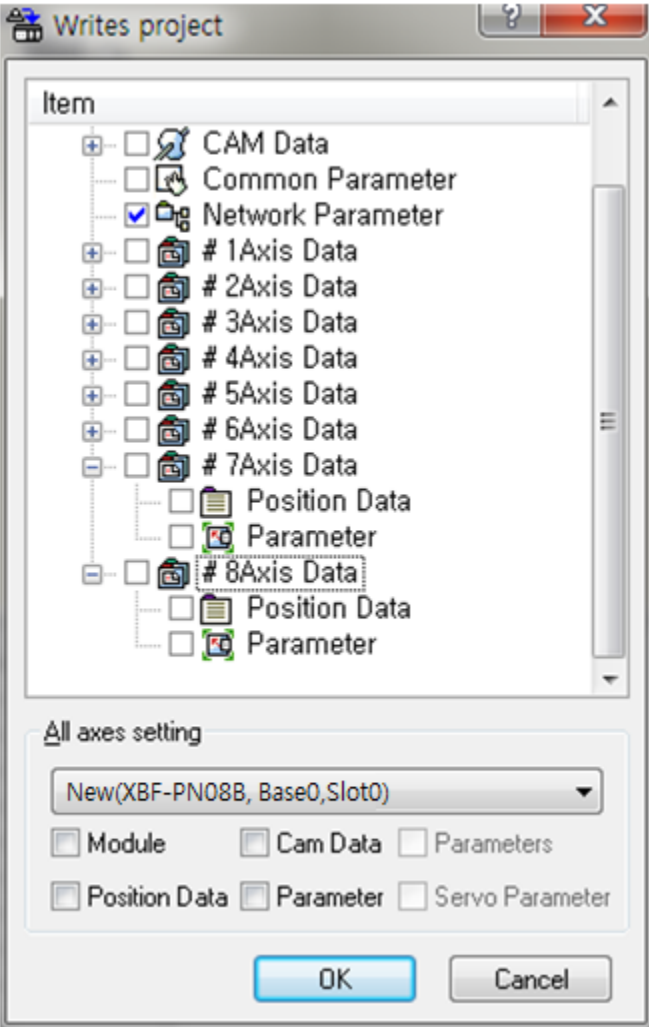 Writes project
Item
CAM Data
Common Parameter
Network Parameter
# 1Axis Data
# 2Axis Data
# 3Axis Data
# 4Axis Data
# 5Axis Data
# 6Axis Data
# 7Axis Data
Position Data
Parameter
# 8Axis Data
Position Data
Parameter
All axes setting
New(XBF-PN08B, Base0,Slot0)
Module Cam Data Parameters
Position Data Parameter Servo Parameter
OK Cancel